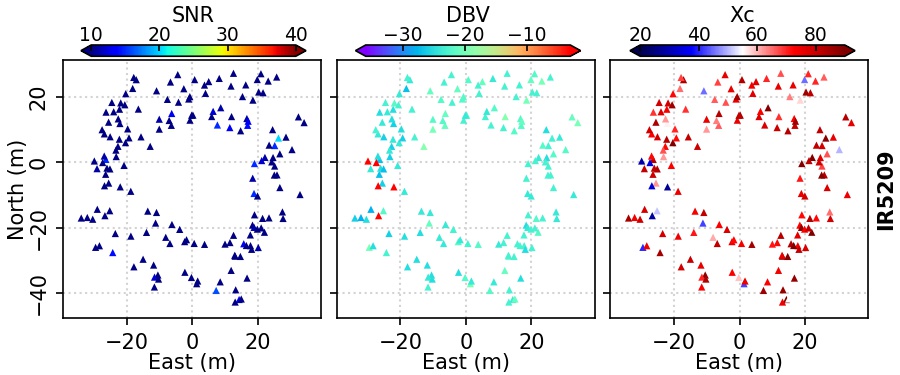 SNR DBV Xc
10 20 30 40 −30 −20 −10 20 40 60 80
North (m)
20
0
−20
−40
−20 0 20 −20 0 20 −20 0 20
East (m) East (m) East (m)
IR5209